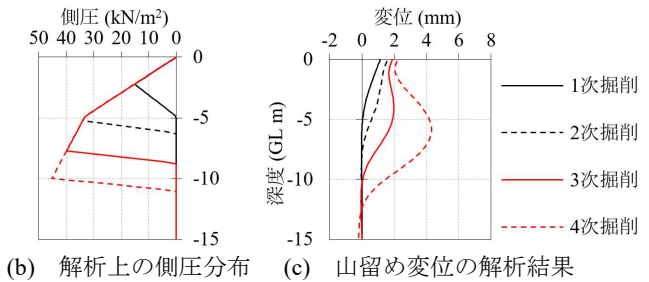 側圧 (kN/m²)
50 40 30 20 10 0
0
-5
-10
-15
(b) 解析上の側圧分布
変位 (mm)
-2 0 2 4 6 8
深度 (GL m)
0
-5
-10
-15
(c) 山留め変位の解析結果
1次掘削
2次掘削
3次掘削
4次掘削